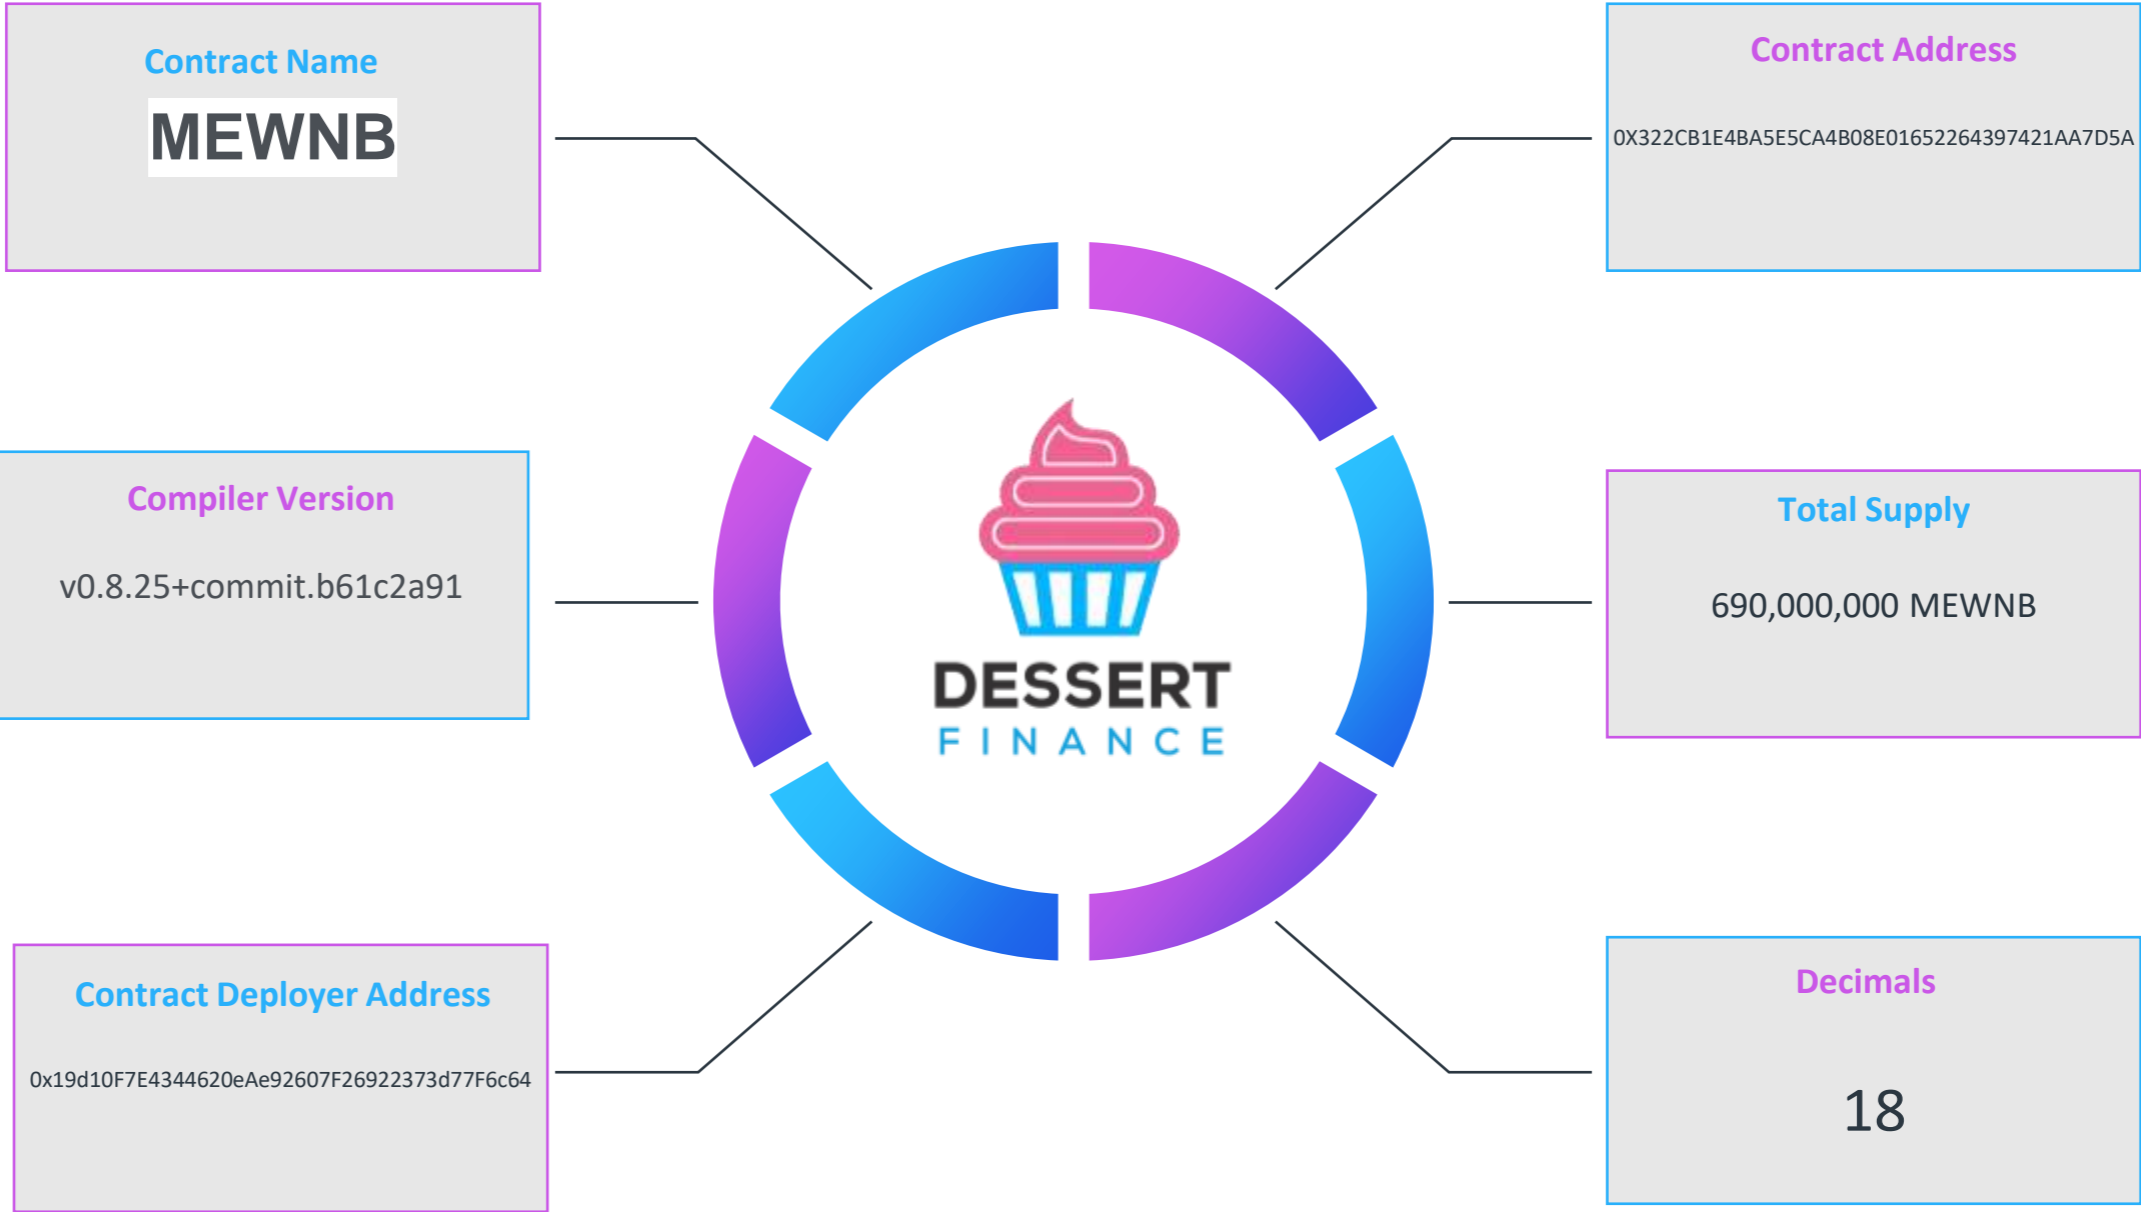 Contract Name
MEWNB
Contract Address
0X322CB1E4BA5E5CA4B08E01652264397421AA7D5A
Compiler Version
v0.8.25+commit.b61c2a91
Total Supply
690,000,000 MEWNB
DESSERT
FINANCE
Contract Deployer Address
0x19d10F7E4344620eAe92607F26922373d77F6c64
Decimals
18